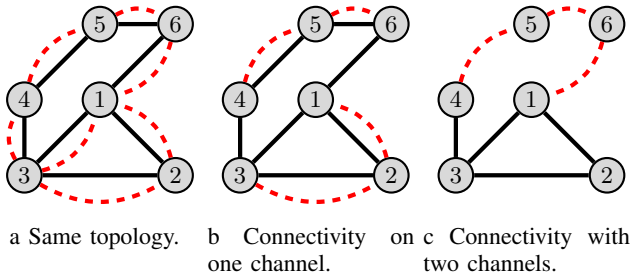 5 6 5 6 5 6
4 1 4 1 4 1
3 2 3 2 3 2
a Same topology. b Connectivity on c Connectivity with
one channel. two channels.